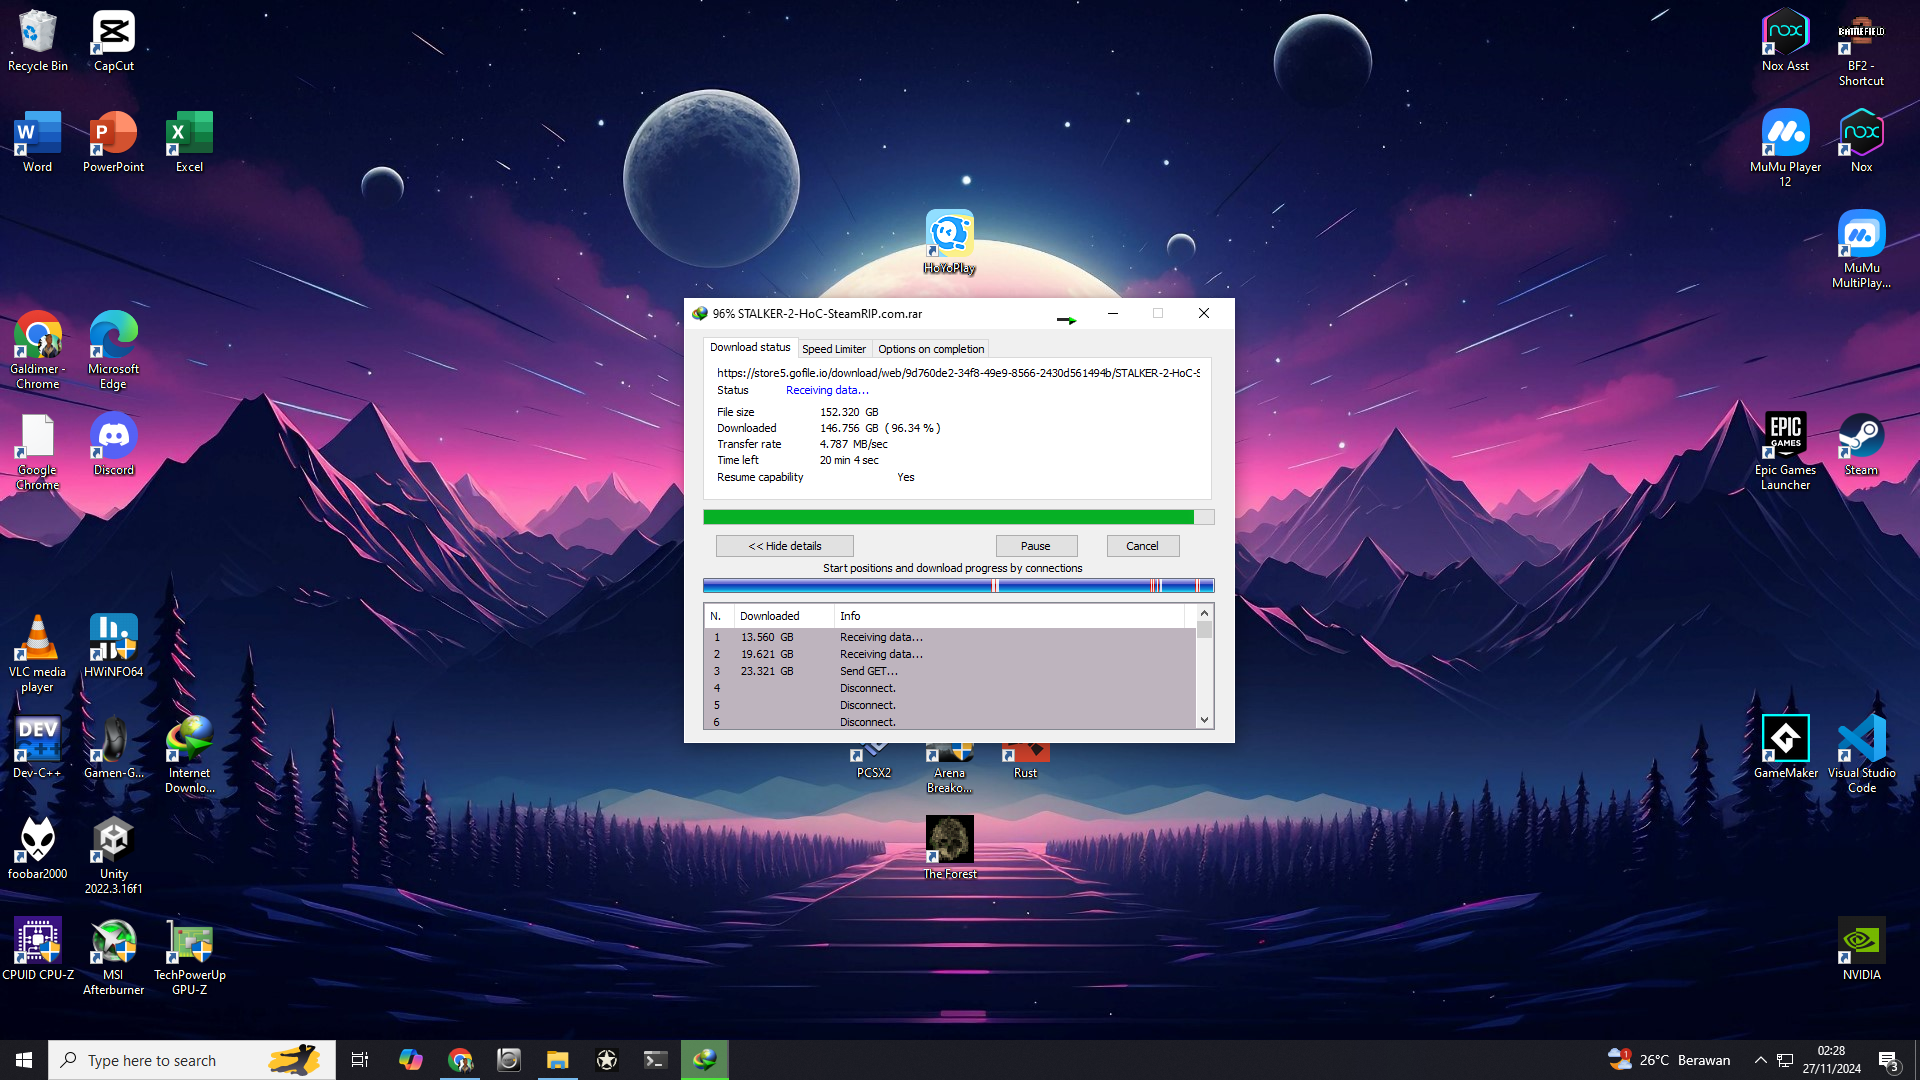 Recycle Bin
CapCut
Nox Asst
BATTLEFIELD
BF2 -
Shortcut
Word
PowerPoint
Excel
MuMu Player
12
Nox
HoYoPlay
MuMu
MultiPlay...
96% STALKER-2-HoC-SteamRIP.com.rar
Download status
Speed Limiter
Options on completion
https://store5.gofile.io/download/web/9d760de2-34f8-49e9-8566-2430d561494b/STALKER-2-HoC-S
Status Receiving data...
File size 152.320 GB
Downloaded 146.756 GB ( 96.34 % )
Transfer rate 4.787 MB/sec
Time left 20 min 4 sec
Resume capability Yes
<< Hide details
Pause
Cancel
Start positions and download progress by connections
N. Downloaded Info
1 13.560 GB Receiving data...
2 19.621 GB Receiving data...
3 23.321 GB Send GET...
4 Disconnect.
5 Disconnect.
6 Disconnect.
Galdimer -
Chrome
Microsoft
Edge
Google
Chrome
Discord
EPIC
GAMES
Epic Games
Launcher
Steam
VLC media
player
HWiNFO64
DEV
Dev-C++
Gamen-G...
Internet
Downlo...
PCSX2
Arena
Breako...
Rust
GameMaker
Visual Studio
Code
foobar2000
Unity
2022.3.16f1
The Forest
CPUID CPU-Z
MSI
Afterburner
TechPowerUp
GPU-Z
NVIDIA
Type here to search
1
26°C Berawan
02:28
27/11/2024
3